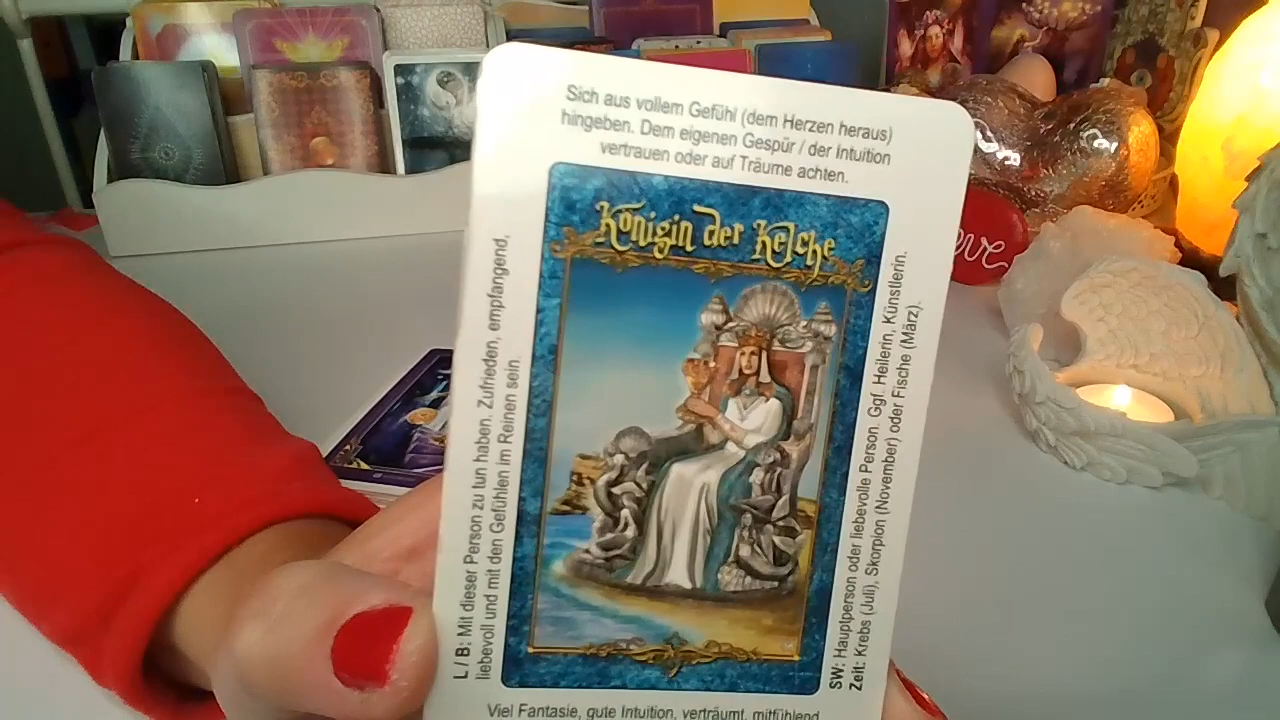 Sich aus vollem Gefühl (dem Herzen heraus)
hingeben. Dem eigenen Gespür / der Intuition
vertrauen oder auf Träume achten.
Königin der Kelche
L / B: Mit dieser Person zu tun haben. Zufrieden, empfangend,
liebevoll und mit den Gefühlen im Reinen sein.
SW: Hauptperson oder liebevolle Person. Ggf. Heilerin, Künstlerin.
Zeit: Krebs (Juli), Skorpion (November) oder Fische (März).
Viel Fantasie, gute Intuition, verträumt, mitfühlend
ove